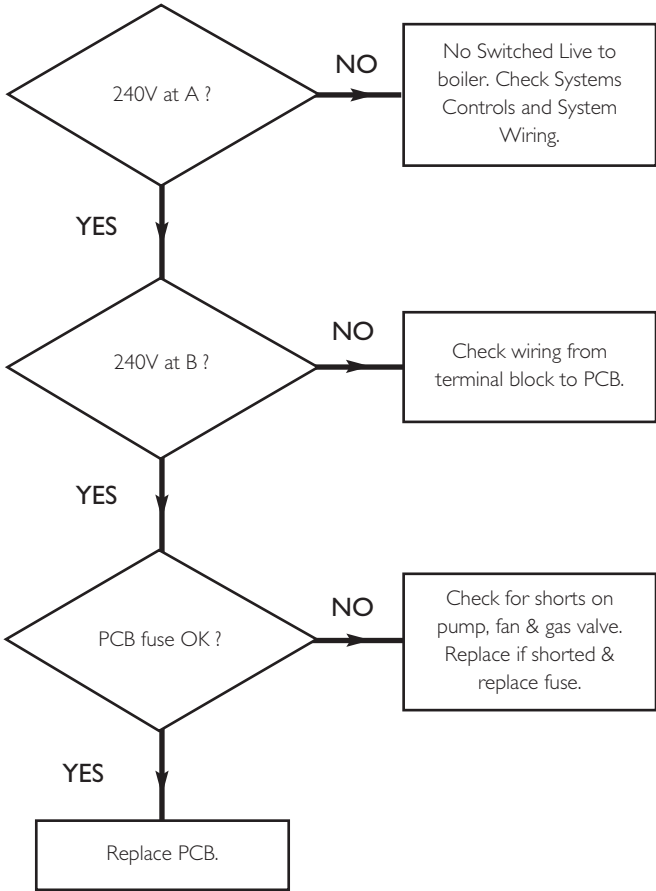 240V at A ?
NO
No Switched Live to
boiler. Check Systems
Controls and System
Wiring.
YES
240V at B ?
NO
Check wiring from
terminal block to PCB.
YES
PCB fuse OK ?
NO
Check for shorts on
pump, fan & gas valve.
Replace if shorted &
replace fuse.
YES
Replace PCB.